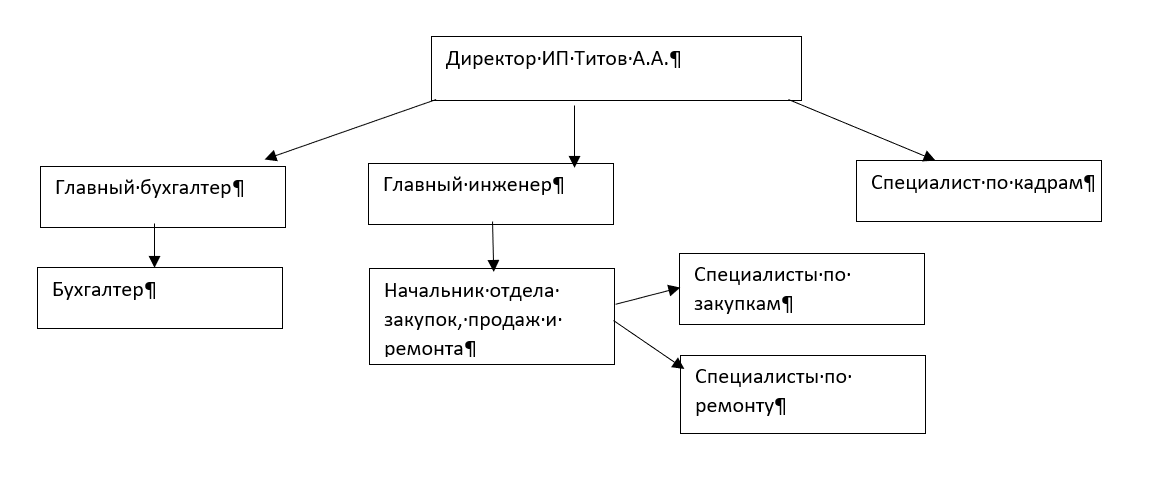 Директор·ИП·Титов·А.А.¶
Главный·бухгалтер¶
Главный·инженер¶
Специалист·по·кадрам¶
Бухгалтер¶
Начальник·отдела·
закупок,·продаж·и·
ремонта¶
Специалисты·по·
закупкам¶
Специалисты·по·
ремонту¶